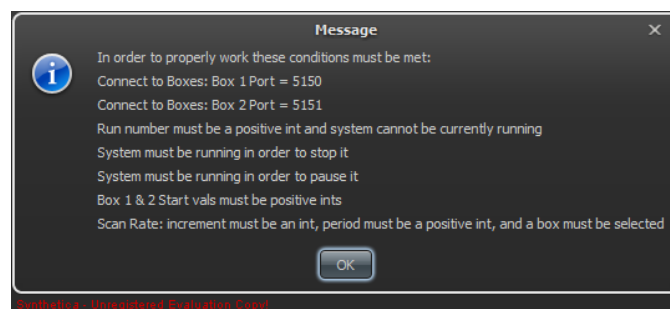 Message
In order to properly work these conditions must be met:
Connect to Boxes: Box 1 Port = 5150
Connect to Boxes: Box 2 Port = 5151
Run number must be a positive int and system cannot be currently running
System must be running in order to stop it
System must be running in order to pause it
Box 1 & 2 Start vals must be positive ints
Scan Rate: increment must be an int, period must be a positive int, and a box must be selected
OK
Synthetica - Unregistered Evaluation Copy!